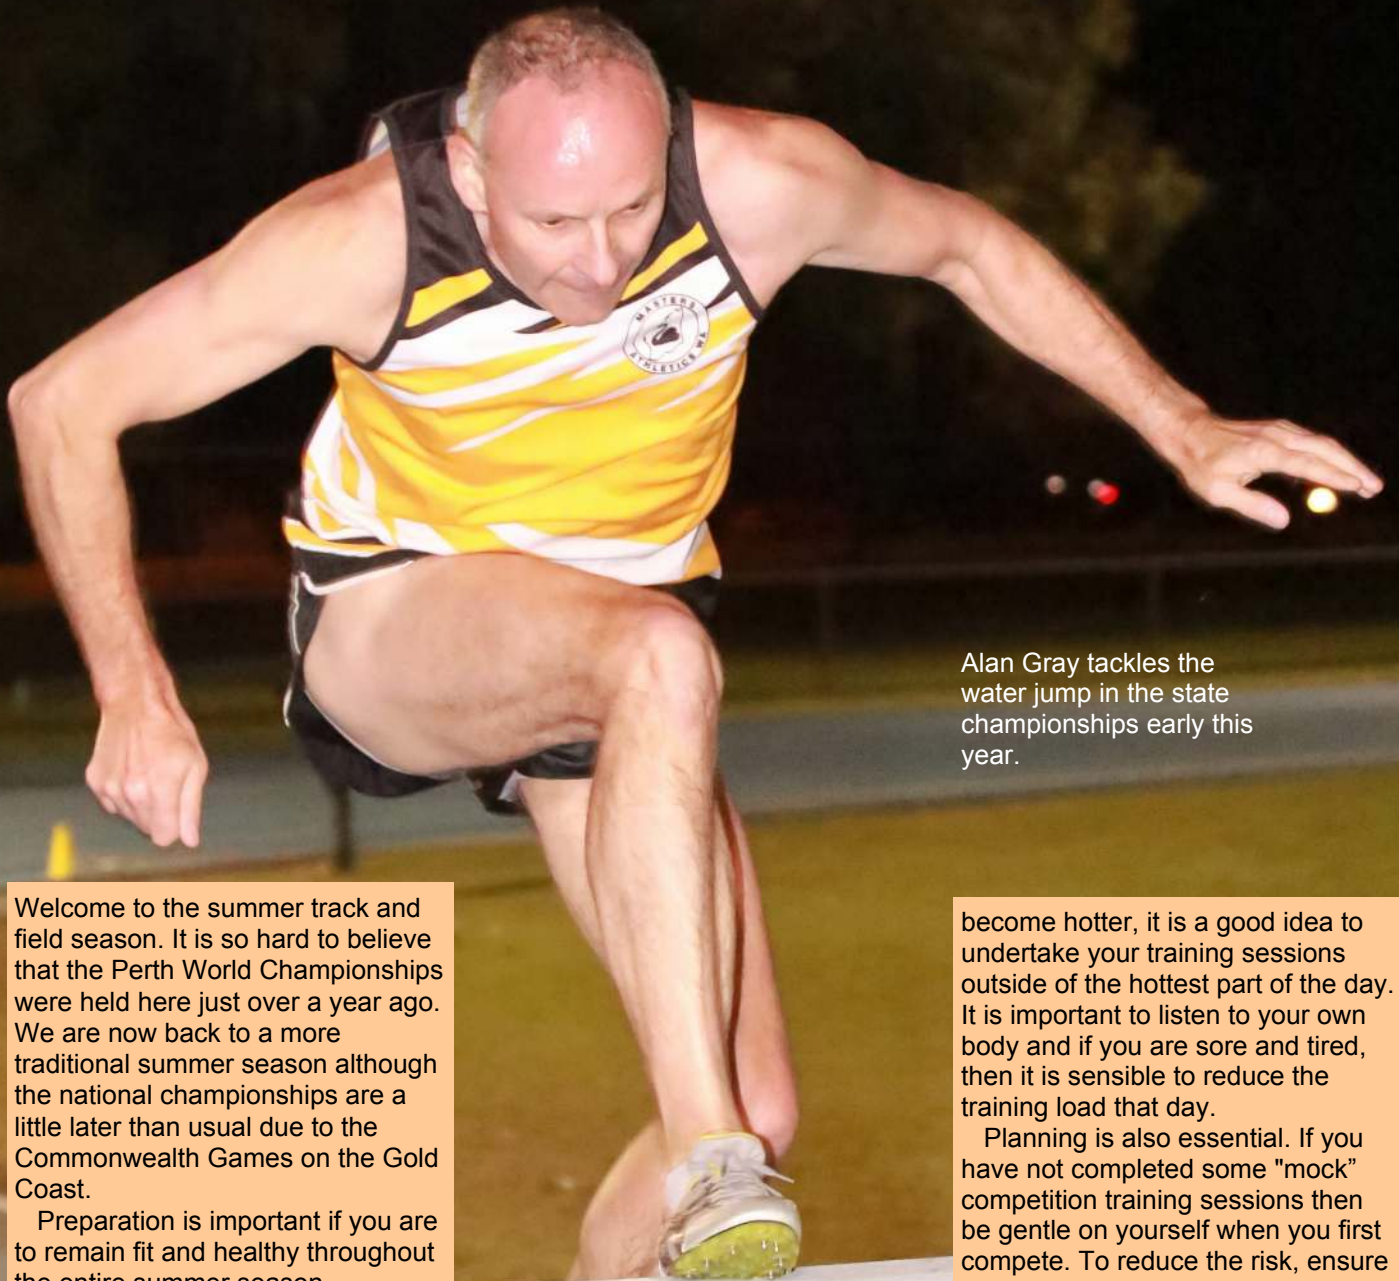 MASTERS
ATHLETICS WA
Alan Gray tackles the
water jump in the state
championships early this
year.
Welcome to the summer track and
field season. It is so hard to believe
that the Perth World Championships
were held here just over a year ago.
We are now back to a more
traditional summer season although
the national championships are a
little later than usual due to the
Commonwealth Games on the Gold
Coast.
Preparation is important if you are
to remain fit and healthy throughout
the entire summer season
become hotter, it is a good idea to
undertake your training sessions
outside of the hottest part of the day.
It is important to listen to your own
body and if you are sore and tired,
then it is sensible to reduce the
training load that day.
Planning is also essential. If you
have not completed some "mock”
competition training sessions then
be gentle on yourself when you first
compete. To reduce the risk, ensure